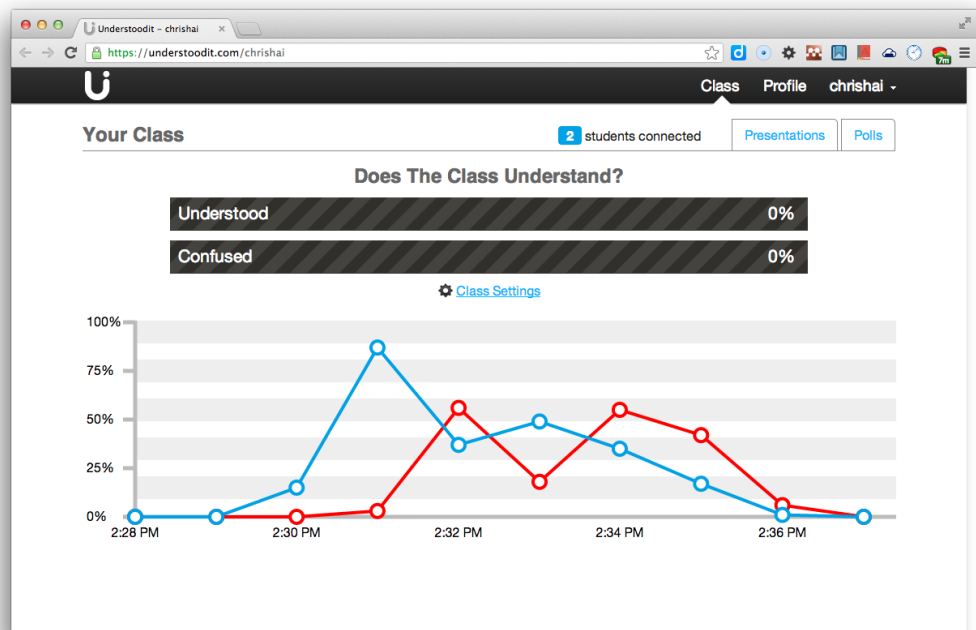 Understoodit – chrishai
https://understoodit.com/chrishai
7m
Class Profile chrishai
Your Class
2 students connected
Presentations
Polls
Does The Class Understand?
Understood 0%
Confused 0%
Class Settings
100%
75%
50%
25%
0%
2:28 PM 2:30 PM 2:32 PM 2:34 PM 2:36 PM